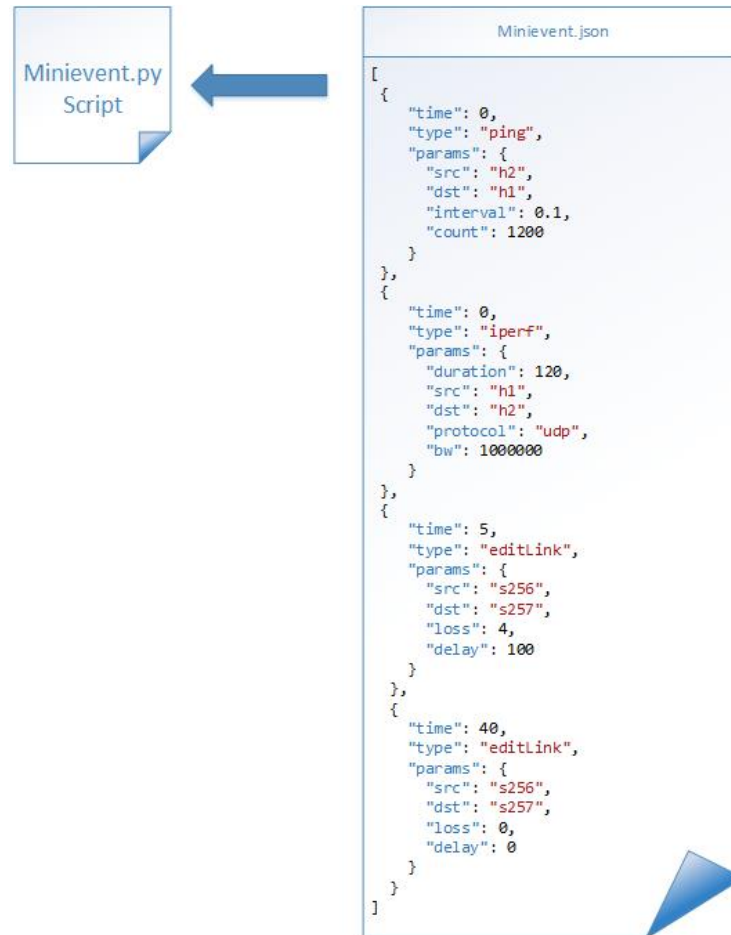 Minievent.py
Script
Minievent.json
[
{
"time": 0,
"type": "ping",
"params": {
"src": "h2",
"dst": "h1",
"interval": 0.1,
"count": 1200
}
},
{
"time": 0,
"type": "iperf",
"params": {
"duration": 120,
"src": "h1",
"dst": "h2",
"protocol": "udp",
"bw": 1000000
}
},
{
"time": 5,
"type": "editLink",
"params": {
"src": "s256",
"dst": "s257",
"loss": 4,
"delay": 100
}
},
{
"time": 40,
"type": "editLink",
"params": {
"src": "s256",
"dst": "s257",
"loss": 0,
"delay": 0
}
}
]